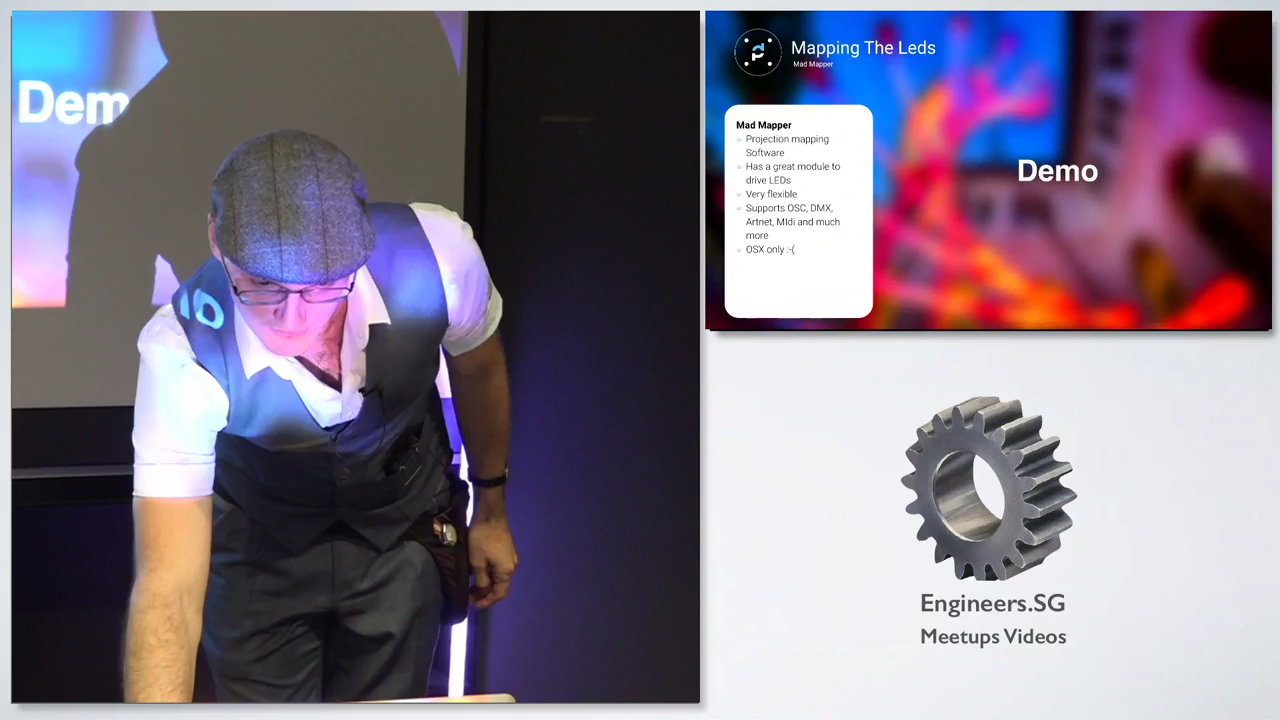 Dem
Mapping The Leds
Mad Mapper
Mad Mapper
Projection mapping
Software
Has a great module to
drive LEDs
Very flexible
Supports OSC, DMX,
Artnet, MIdi and much
more
OSX only :-(
Demo
Engineers.SG
Meetups Videos